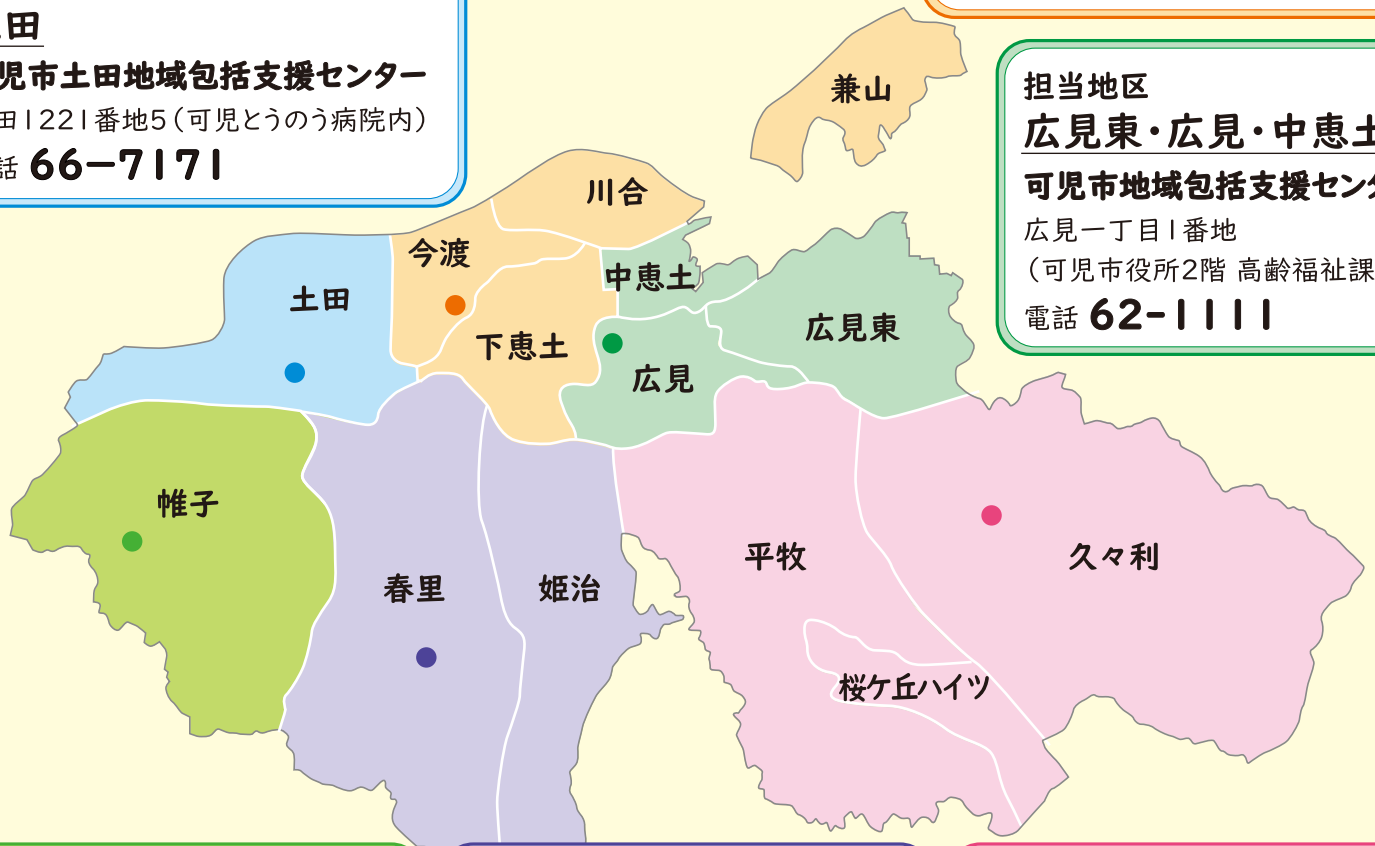 田
児市土田地域包括支援センター
田1221番地5（可児とうのう病院内）
話 66-7171
担当地区
広見東・広見・中恵土
可児市地域包括支援センタ
広見一丁目1番地
（可児市役所2階 高齢福祉課
電話 62-1111
兼山
川合
今渡
中恵土
土田
下恵土
広見東
広見
帷子
平牧
久々利
春里
姫治
桜ケ丘ハイツ